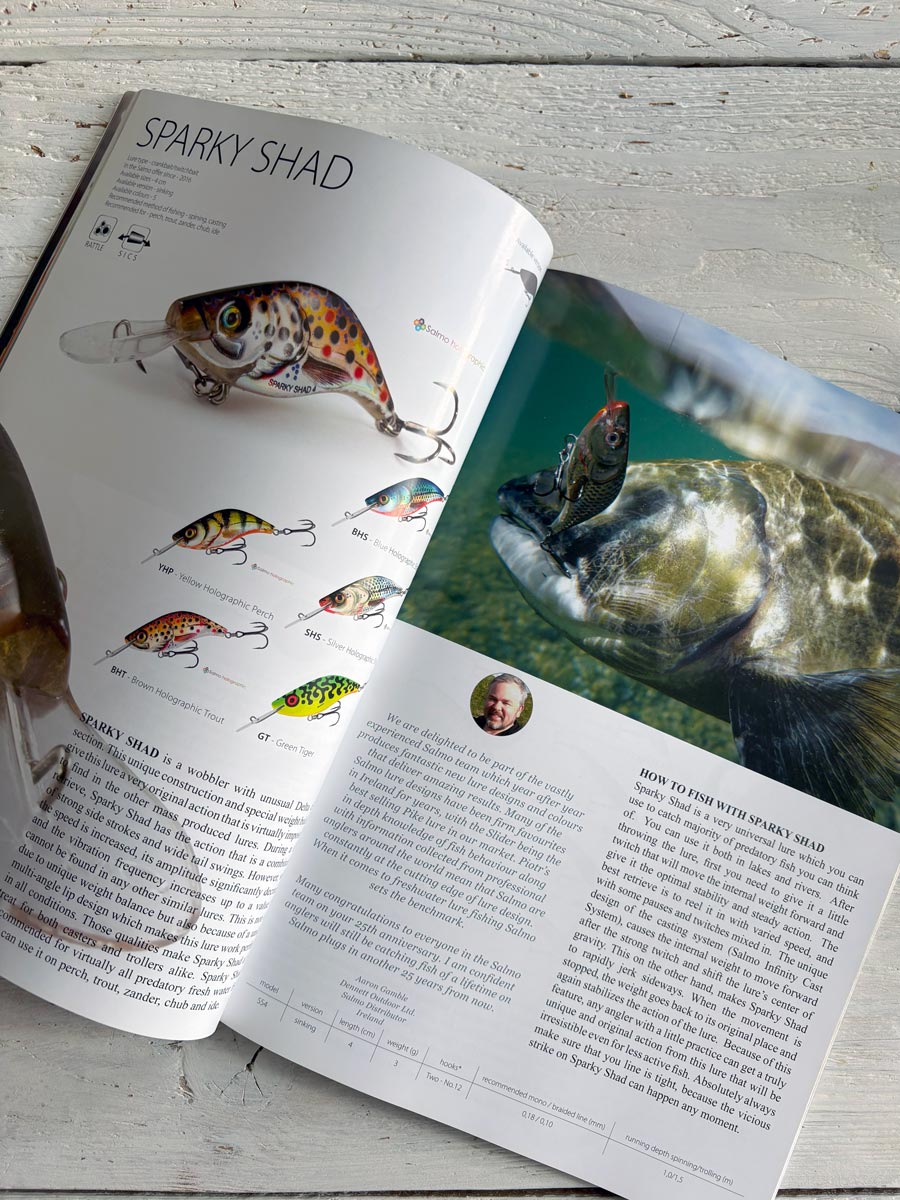 SPARKY SHAD
Lure type - crankbait/twitchbait
in the Salmo offer since - 2016
Available sizes - 4 cm
Available version - sinking
Available colours - 5
Recommended method of fishing - spining, casting
Recommended for - perch, trout, zander, chub, ide
RATTLE
SICS
Salmo holographic
SPARKY SHAD 4
YHP - Yellow Holographic Perch
Salmo Holographic
BHS - Blue Holographic
SHS - Silver Holographic
BHT - Brown Holographic Trout
Salmo holographic
GT - Green Tiger
SPARKY SHAD is a wobbler with unusual
section. This unique construction and special weight
give this lure a very original action that is virtually
to find in the other mass produced lures. During a
retrieve, Sparky Shad has the action that is a
of strong side strokes and wide tail swings. However,
the speed is increased, its amplitude significantly
and the vibration frequency increases up to a
cannot be found in any other similar lures. This is
due to unique weight balance but also because of a
multi-angle lip design which makes this lure work
in all conditions. Those qualities make Sparky Shad
for both casters and trollers alike. Sparky
for virtually all predatory fresh water
can use it on perch, trout, zander, chub and ide.
We are delighted to be part of the vastly
experienced Salmo team which year after year
produces fantastic new lure designs and colours
that deliver amazing results. Many of the
Salmo lure designs have been firm favourites
in Ireland for years, with the Slider being the
best selling Pike lure in our market. Piotr's
in depth knowledge of fish behaviour along
with information collected from professional
anglers around the world mean that Salmo are
constantly at the cutting edge of lure design.
When it comes to freshwater lure fishing Salmo
sets the benchmark.
Many congratulations to everyone in the Salmo
team on your 25th anniversary. I am confident
anglers will still be catching fish of a lifetime on
Salmo plugs in another 25 years from now.
Aaron Gamble
Dennett Outdoor Ltd.
Salmo Distributor
Ireland
HOW TO FISH WITH SPARKY SHAD
Sparky Shad is a very universal lure which you can
use to catch majority of predatory fish you can think
of. You can use it both in lakes and rivers. After
throwing the lure, first you need to give it a little
twitch that will move the internal weight forward and
give it the optimal stability and steady action. The
best retrieve is to reel it in with varied speed, and
with some pauses and twitches mixed in. The unique
design of the casting system (Salmo Infinity Cast
System), causes the internal weight to move forward
after the strong twitch and shift the lure's center of
gravity. This on the other hand, makes Sparky Shad
to rapidly jerk sideways. When the movement is
stopped, the weight goes back to its original place and
again stabilizes the action of the lure. Because of this
feature, any angler with a little practice can get a truly
unique and original action from this lure that will be
irresistible even for less active fish. Absolutely always
make sure that you line is tight, because the vicious
strike on Sparky Shad can happen any moment.
model version length (cm) weight (g) hooks* recommended mono / braided line (mm) running depth spinning/trolling (m)
SS4 sinking 4 3 Two - No.12 0,18 / 0,10 1,0/1,5